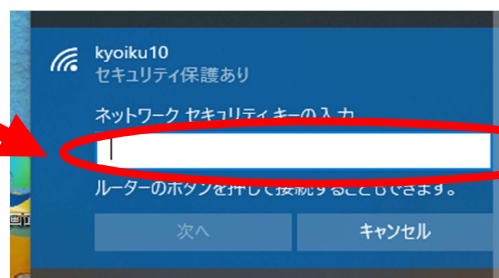 kyoiku10
セキュリティ保護あり
ネットワーク セキュリティ キーの入力
ルーターのボタンを押して接続することもできます。
次へ
キャンセル